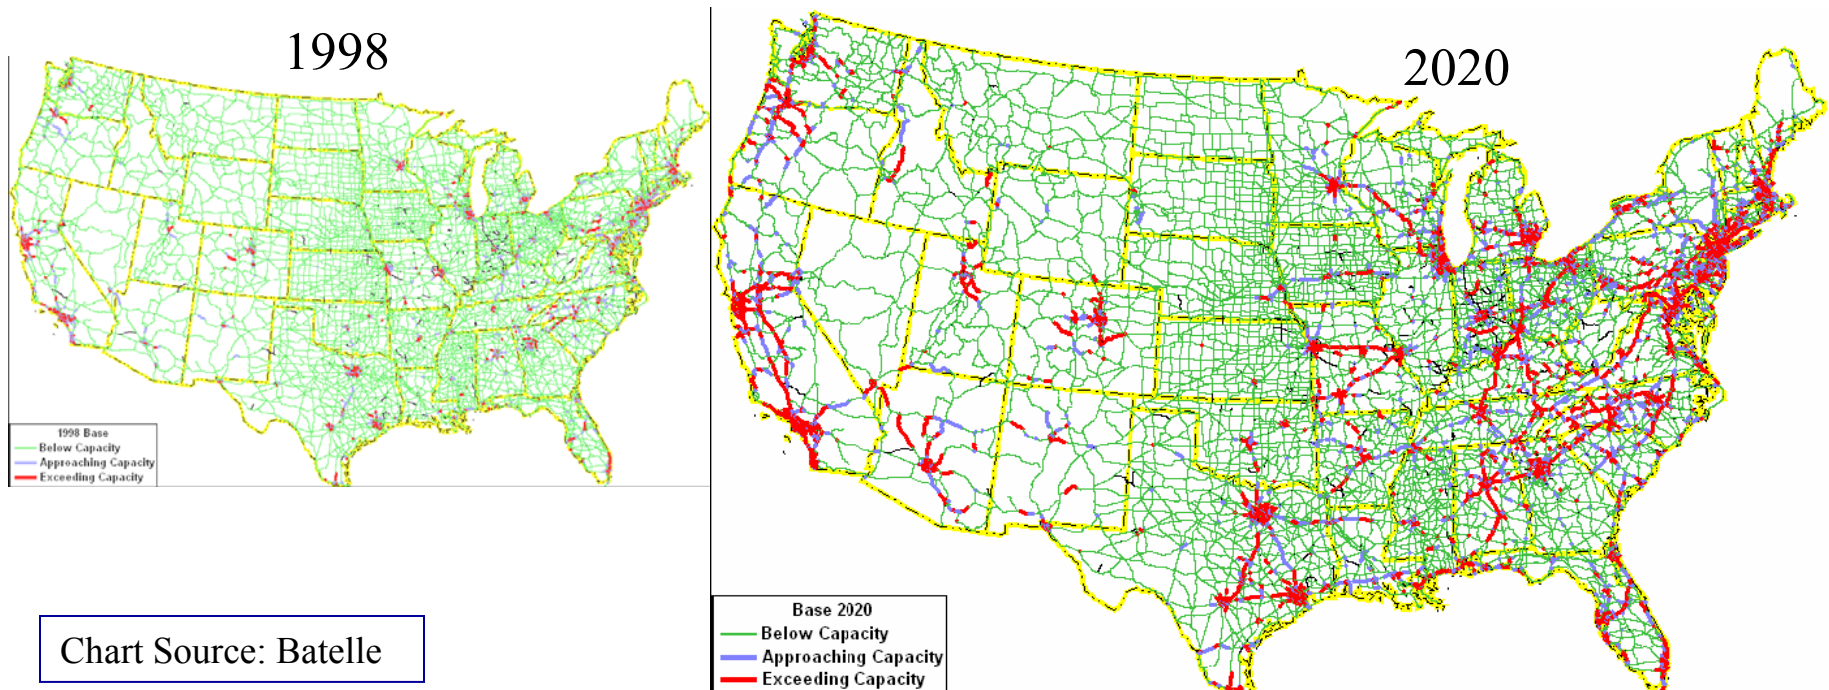 1998
2020
1998 Base
Below Capacity
Approaching Capacity
Exceeding Capacity
Base 2020
Below Capacity
Approaching Capacity
Exceeding Capacity
Chart Source: Batelle